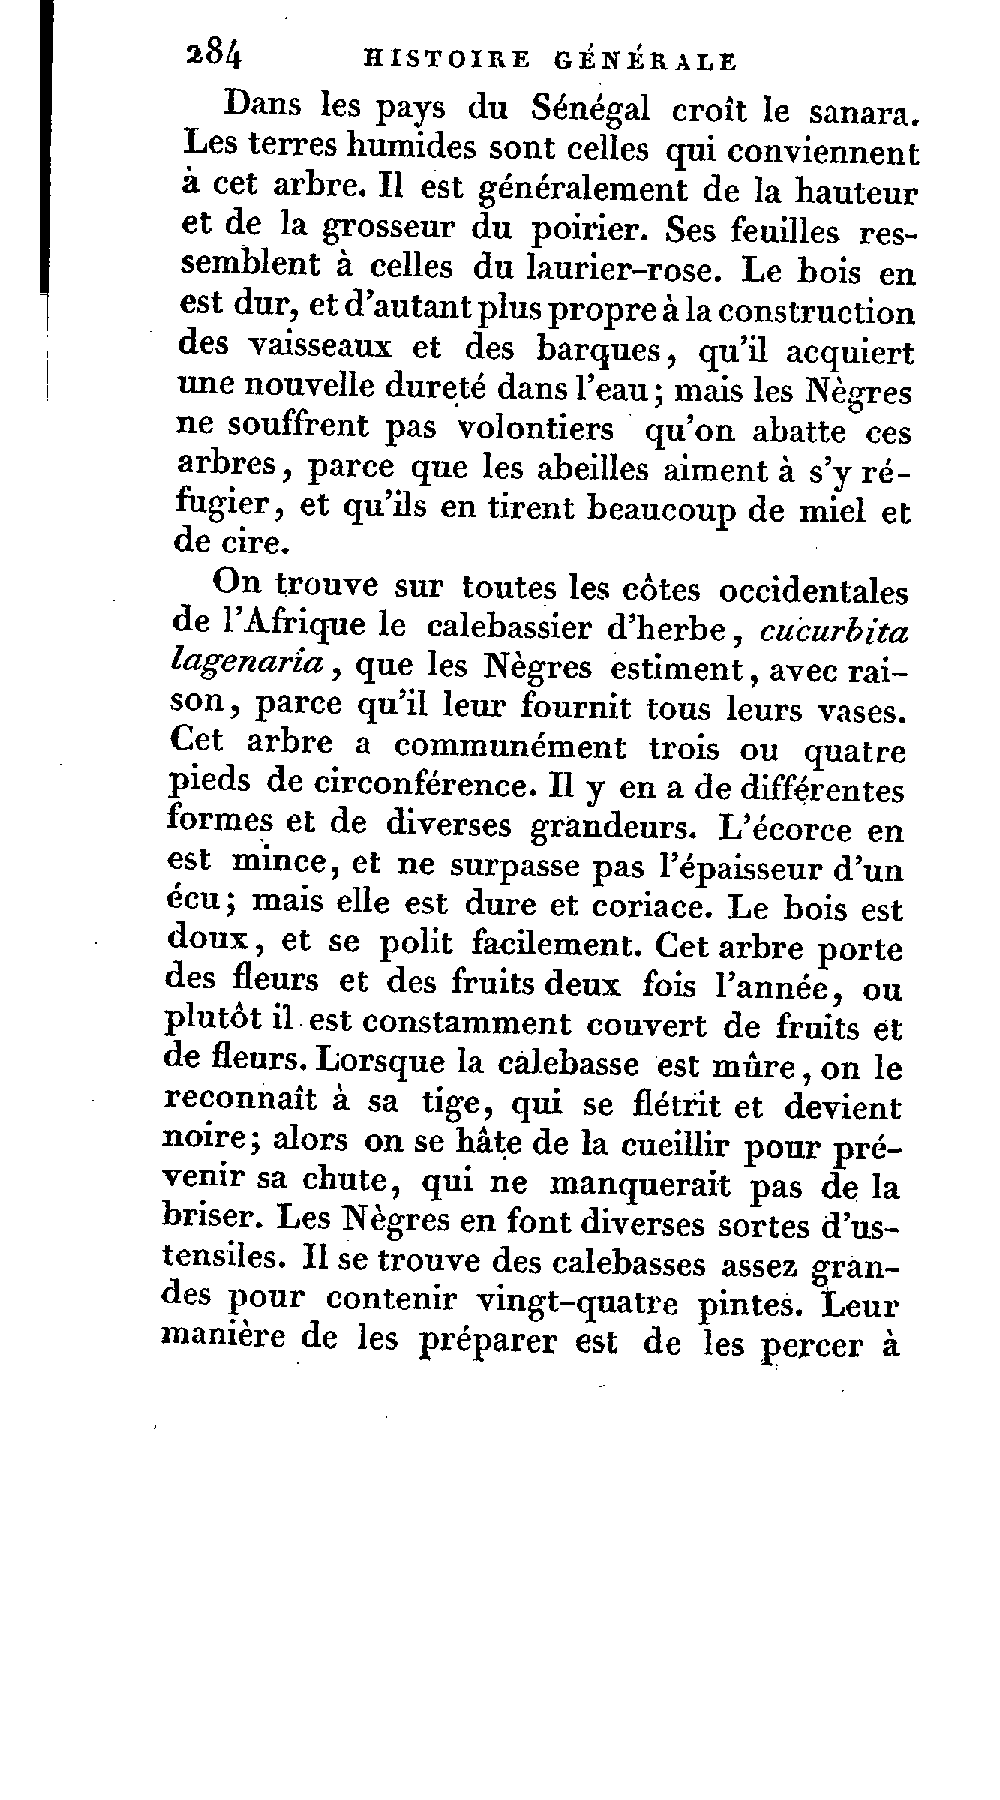 284 HISTOIRE GÉNÉRALE
Dans les pays du Sénégal croît le sanara.
Les terres humides sont celles qui conviennent
à cet arbre. Il est généralement de la hauteur
et de la grosseur du poirier. Ses feuilles res-
semblent à celles du laurier-rose. Le bois en
est dur, et d'autant plus propre à la construction
des vaisseaux et des barques, qu'il acquiert
une nouvelle dureté dans l'eau; mais les Nègres
ne souffrent pas volontiers qu'on abatte ces
arbres, parce que les abeilles aiment à s'y ré-
fugier, et qu'ils en tirent beaucoup de miel et
de cire.
On trouve sur toutes les côtes occidentales
de l'Afrique le calebassier d'herbe, cucurbita
lagenaria, que les Nègres estiment, avec rai-
son, parce qu'il leur fournit tous leurs vases.
Cet arbre a communément trois ou quatre
pieds de circonférence. Il y en a de différentes
formes et de diverses grandeurs. L'écorce en
est mince, et ne surpasse pas l'épaisseur d'un
écu; mais elle est dure et coriace. Le bois est
doux, et se polit facilement. Cet arbre porte
des fleurs et des fruits deux fois l'année, ou
plutôt il est constamment couvert de fruits et
de fleurs. Lorsque la calebasse est mûre, on le
reconnaît à sa tige, qui se flétrit et devient
noire; alors on se hâte de la cueillir pour pré-
venir sa chute, qui ne manquerait pas de la
briser. Les Nègres en font diverses sortes d'us-
tensiles. Il se trouve des calebasses assez gran-
des pour contenir vingt-quatre pintes. Leur
manière de les préparer est de les percer à